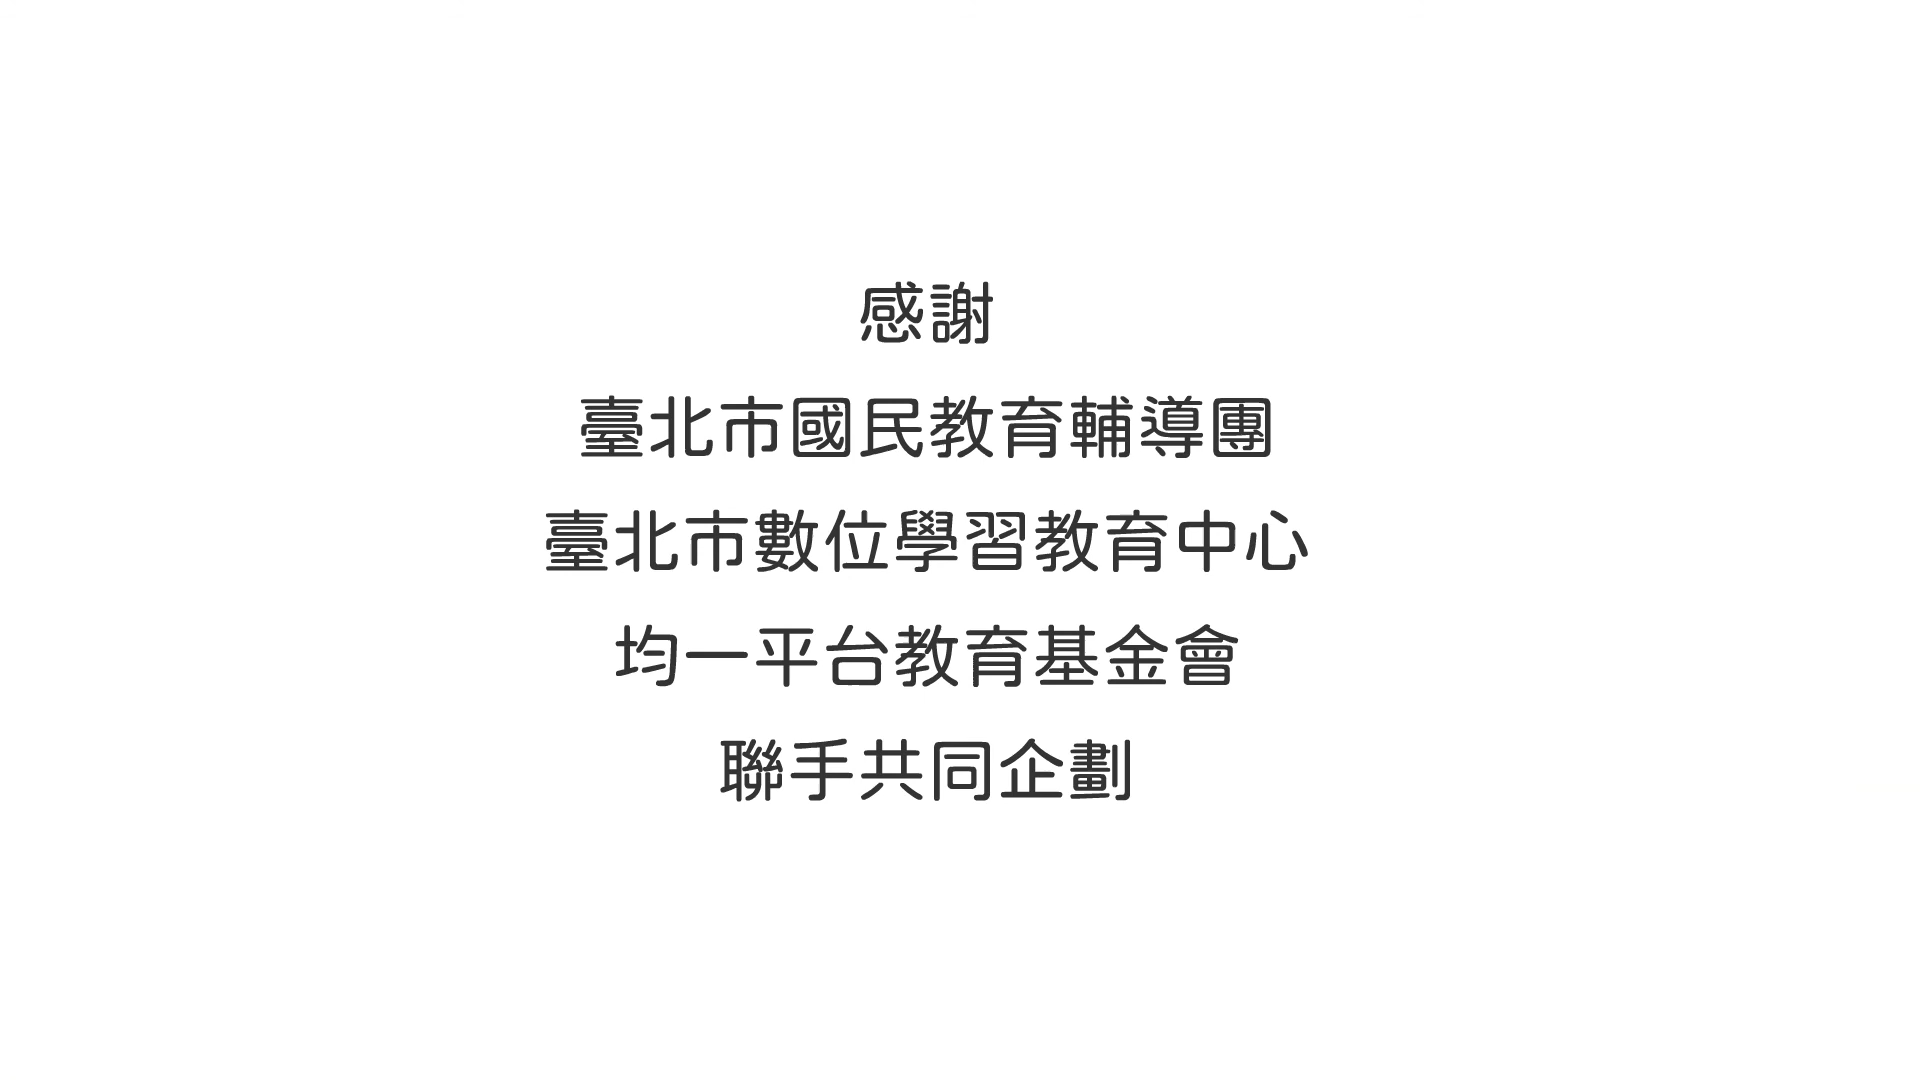 感謝
臺北市國民教育輔導團
臺北市數位學習教育中心
均一平台教育基金會
聯手共同企劃